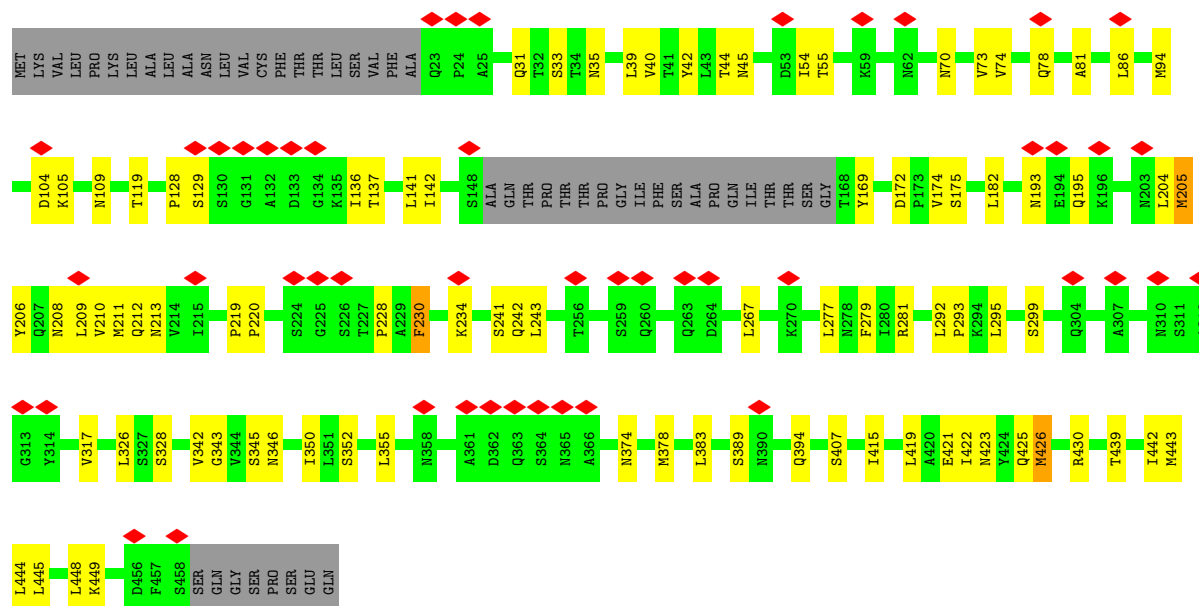 MET LYS VAL LEU PRO LYS LEU ALA LEU ALA ASN LEU VAL CYS PHE THR THR LEU SER VAL PHE ALA Q23 P24 A25 Q31 T32 S33 T34 N35 L39 V40 T41 Y42 L43 T44 N45 D53 I54 T55 K59 N62 N70 V73 V74 Q78 A81 L86 M94
D104 K105 N109 T119 P128 S129 S130 G131 A132 D133 G134 K135 I136 T137 L141 I142 S148 ALA GLN THR PRO THR THR PRO GLY ILE PHE SER ALA PRO GLN ILE THR THR SER GLY T168 Y169 D172 P173 V174 S175 L182 N193 E194 Q195 K196 N203 L204 M205
Y206 Q207 N208 L209 V210 M211 Q212 N213 V214 I215 P219 P220 S224 G225 S226 T227 P228 A229 F230 K234 S241 Q242 L243 T256 S259 Q260 Q263 D264 L267 K270 L277 N278 F279 I280 R281 L292 P293 K294 L295 S299 Q304 A307 N310 S311
G313 Y314 V317 L326 S327 S328 V342 G343 V344 S345 N346 I350 L351 S352 L355 N358 A361 D362 Q363 S364 N365 A366 N374 M378 L383 S389 N390 Q394 S407 I415 L419 A420 E421 I422 N423 Y424 Q425 M426 R430 T439 I442 M443
L444 L445 L448 K449 D456 F457 S458 SER GLN GLY SER PRO SER GLU GLN